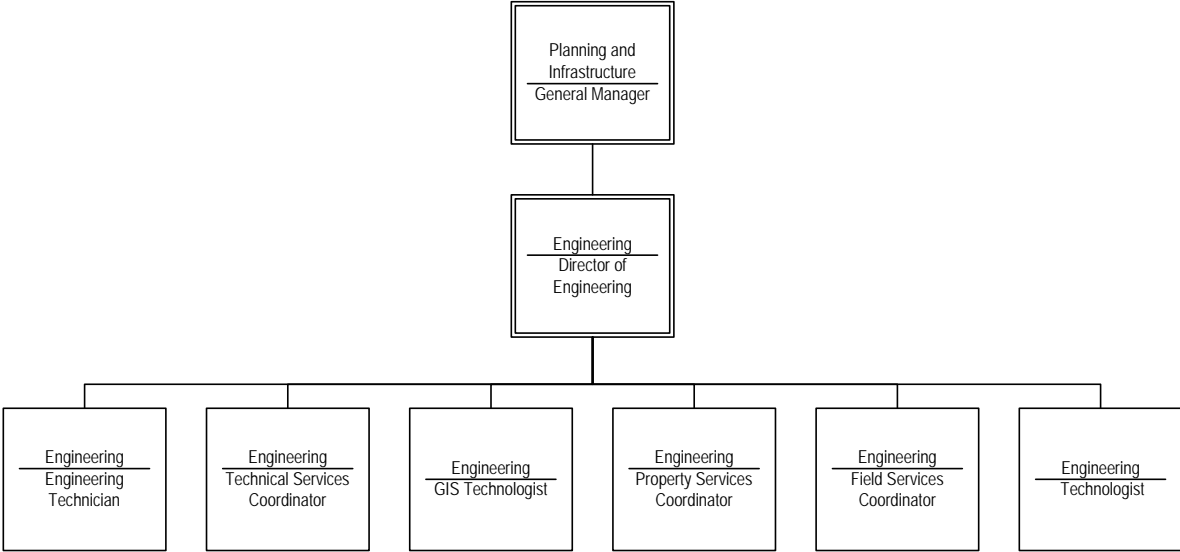 Planning and
Infrastructure
General Manager
Engineering
Director of
Engineering
Engineering
Engineering
Technician
Engineering
Technical Services
Coordinator
Engineering
GIS Technologist
Engineering
Property Services
Coordinator
Engineering
Field Services
Coordinator
Engineering
Technologist